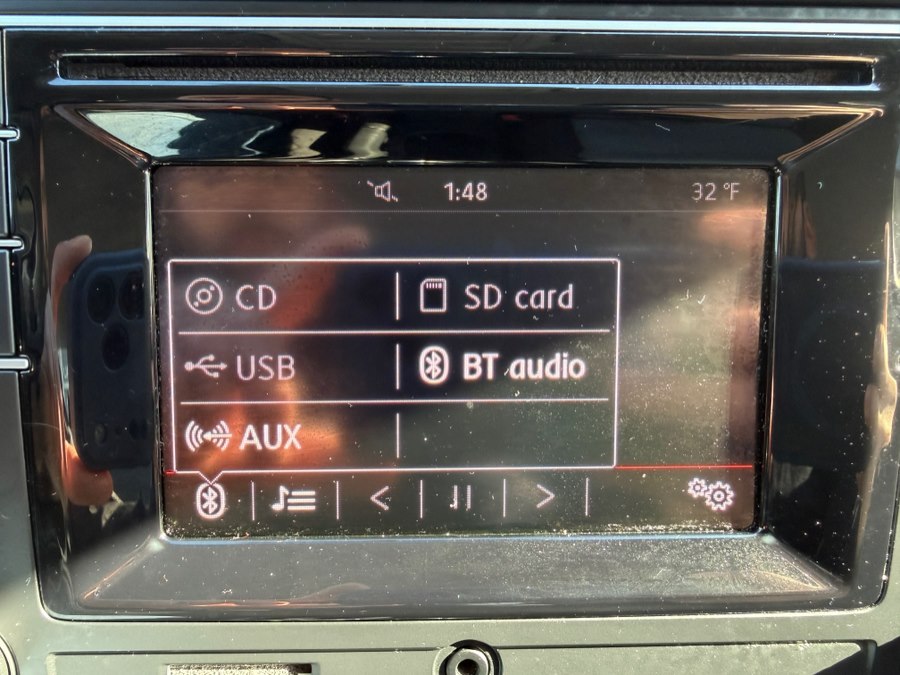 1:48 32 °F
CD SD card
USB BT audio
AUX